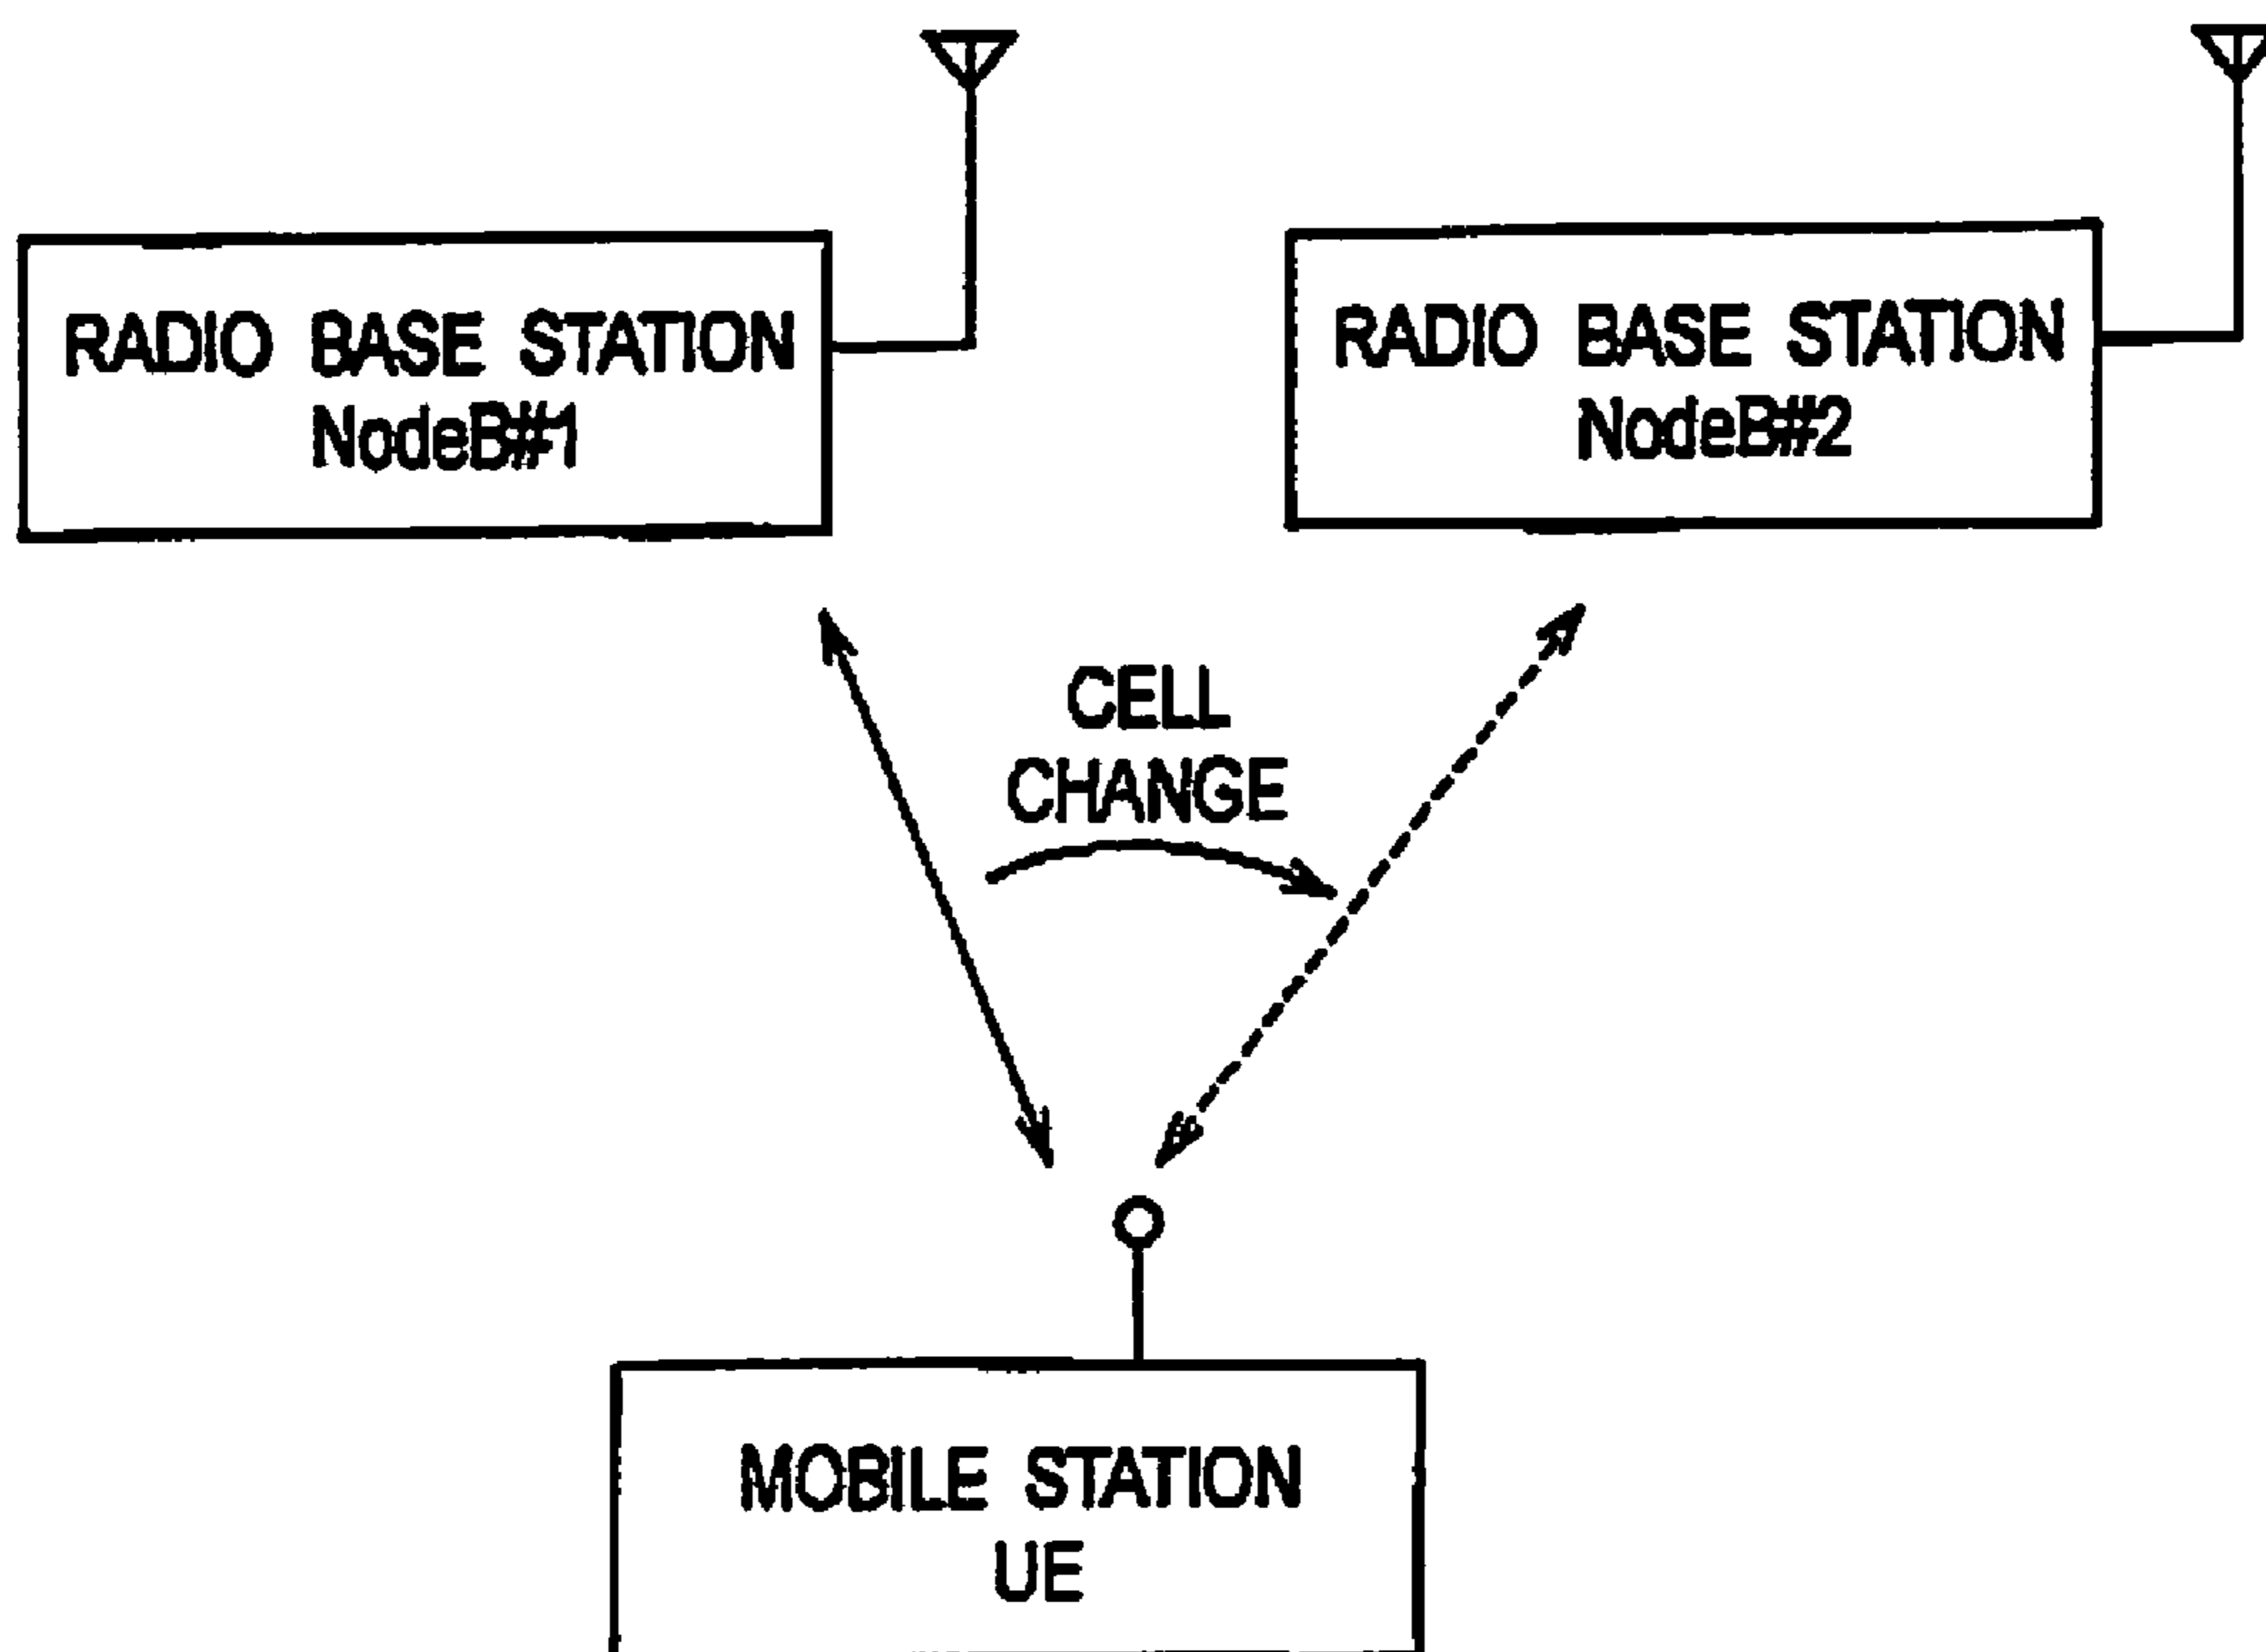 RADIO BASE STATION
NodeB#1
RADIO BASE STATION
NodeB#2
CELL
CHANGE
MOBILE STATION
UE